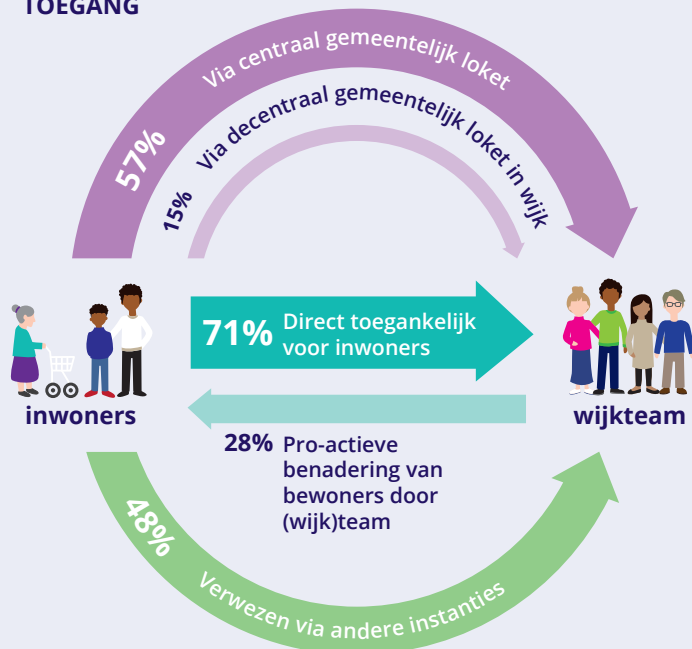 TOEGANG
Via centraal gemeentelijk loket
57%
Via decentraal gemeentelijk loket in wijk
15%
71% Direct toegankelijk
voor inwoners
inwoners
wijkteam
28% Pro-actieve
benadering van
bewoners door
(wijk)team
48%
Verwezen via andere instanties